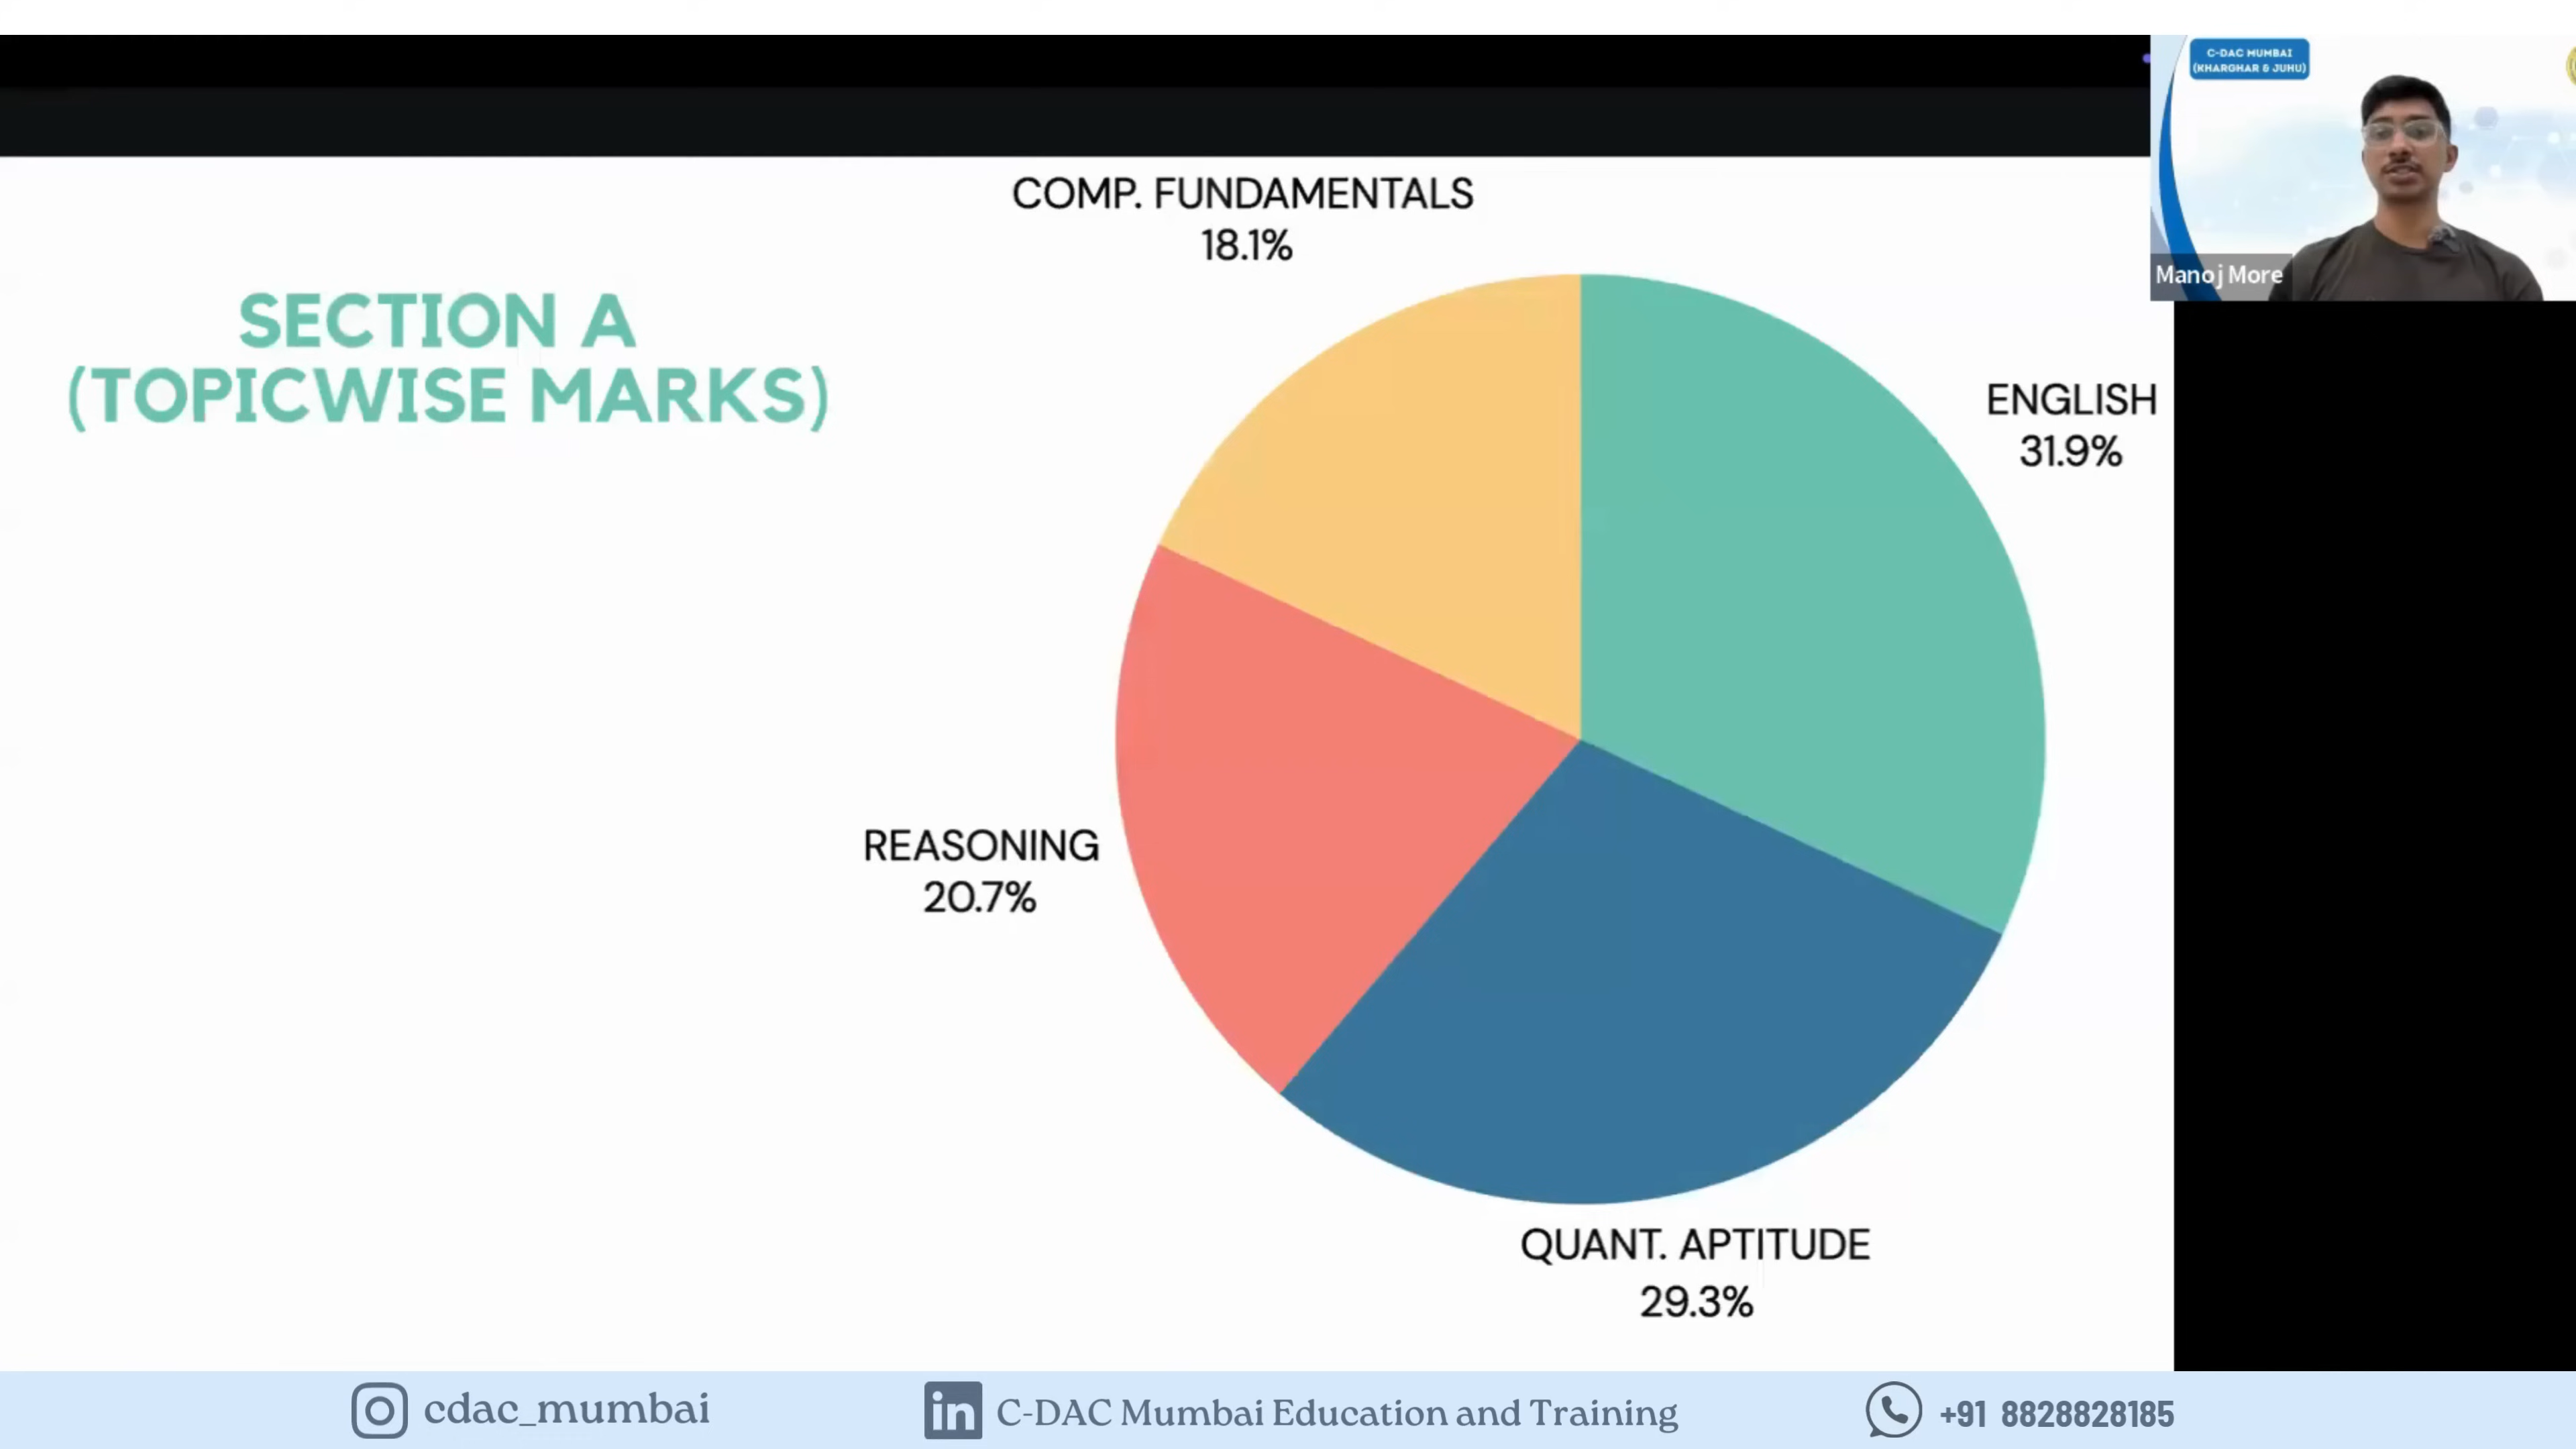 C-DAC MUMBAI
(KHARGHAR & JUHU)
Manoj More
SECTION A
(TOPICWISE MARKS)
COMP. FUNDAMENTALS
18.1%
ENGLISH
31.9%
REASONING
20.7%
QUANT. APTITUDE
29.3%
cdac_mumbai
in C-DAC Mumbai Education and Training
+91 8828828185